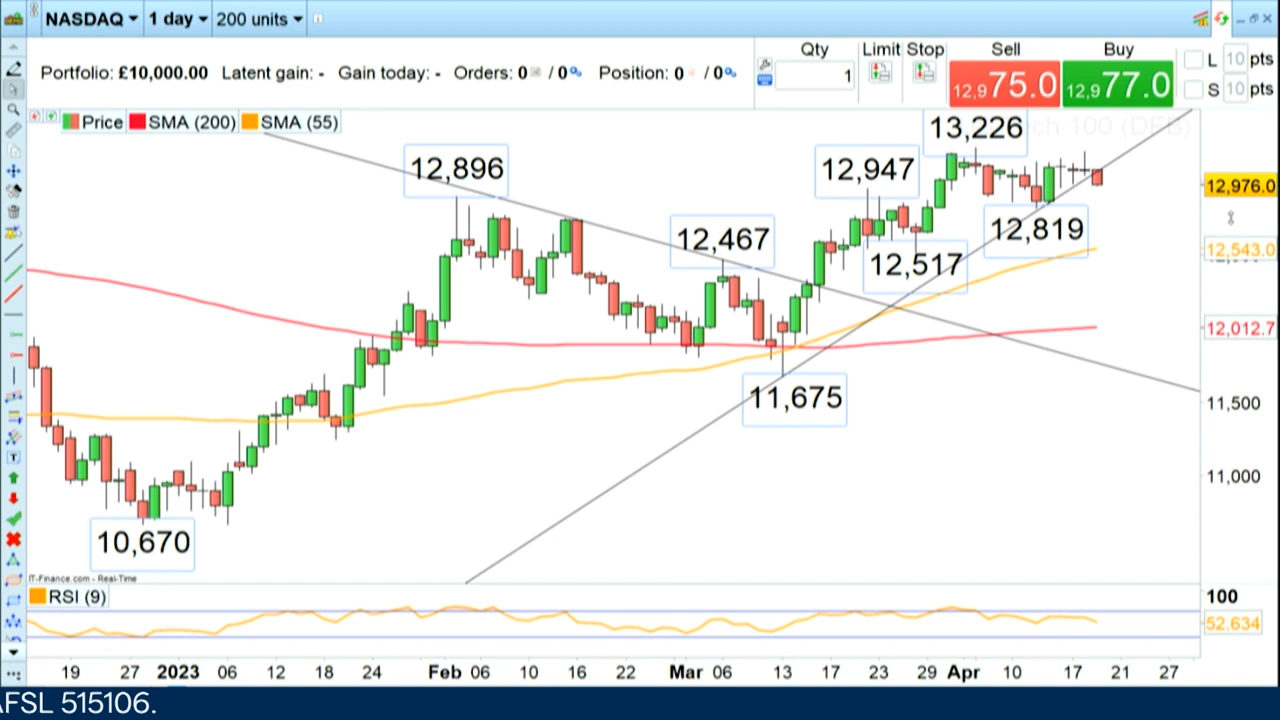 NASDAQ 1 day 200 units
Qty Limit Stop Sell Buy
L 10 pts
Portfolio: £10,000.00 Latent gain: - Gain today: - Orders: 0 / 0 Position: 0 / 0
1 12,975.0 12,977.0
S 10 pts
Price SMA (200) SMA (55)
13,226
12,896
12,947
12,976.0
12,467
12,819
12,543.0
12,517
12,012.7
11,675
11,500
11,000
10,670
IT-Finance.com - Real-Time
RSI (9)
100
52.634
19 27 2023 06 12 18 24 Feb 06 10 16 22 Mar 06 13 17 23 29 Apr 10 17 21 27
AFSL 515106.